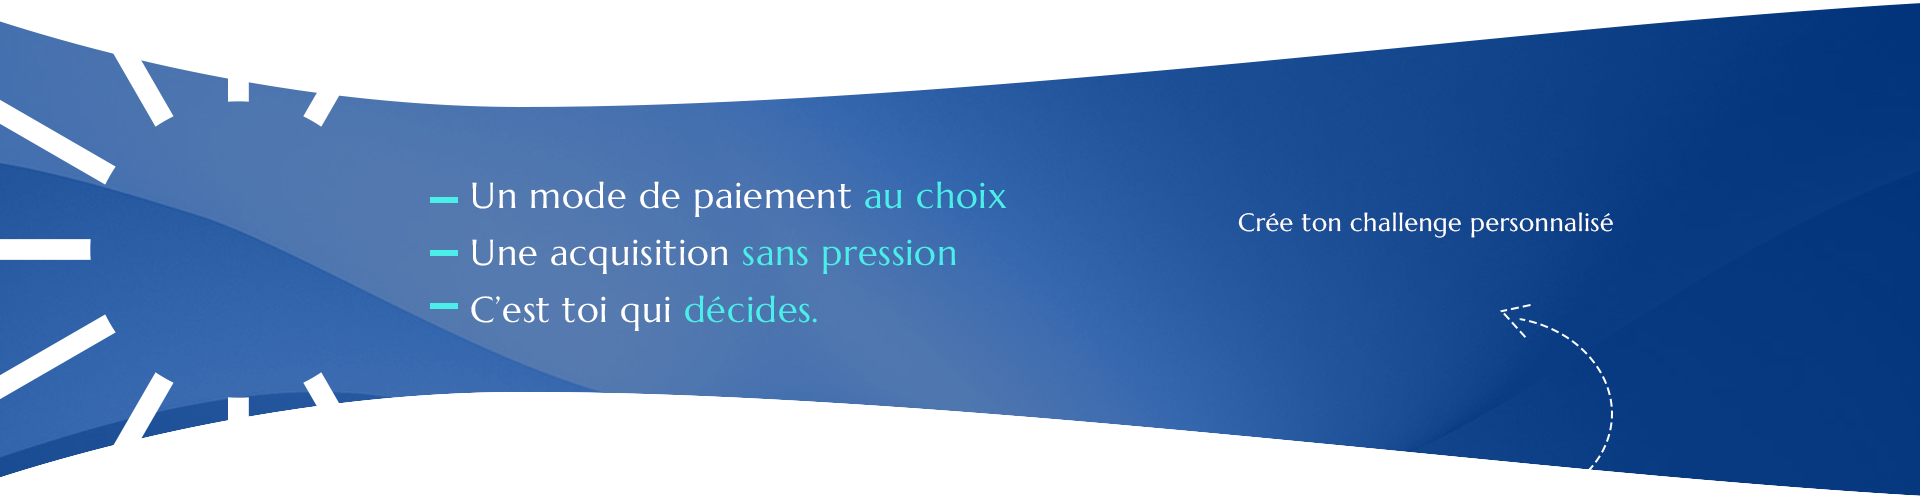 Un mode de paiement au choix
Une acquisition sans pression
C’est toi qui décides.
Crée ton challenge personnalisé